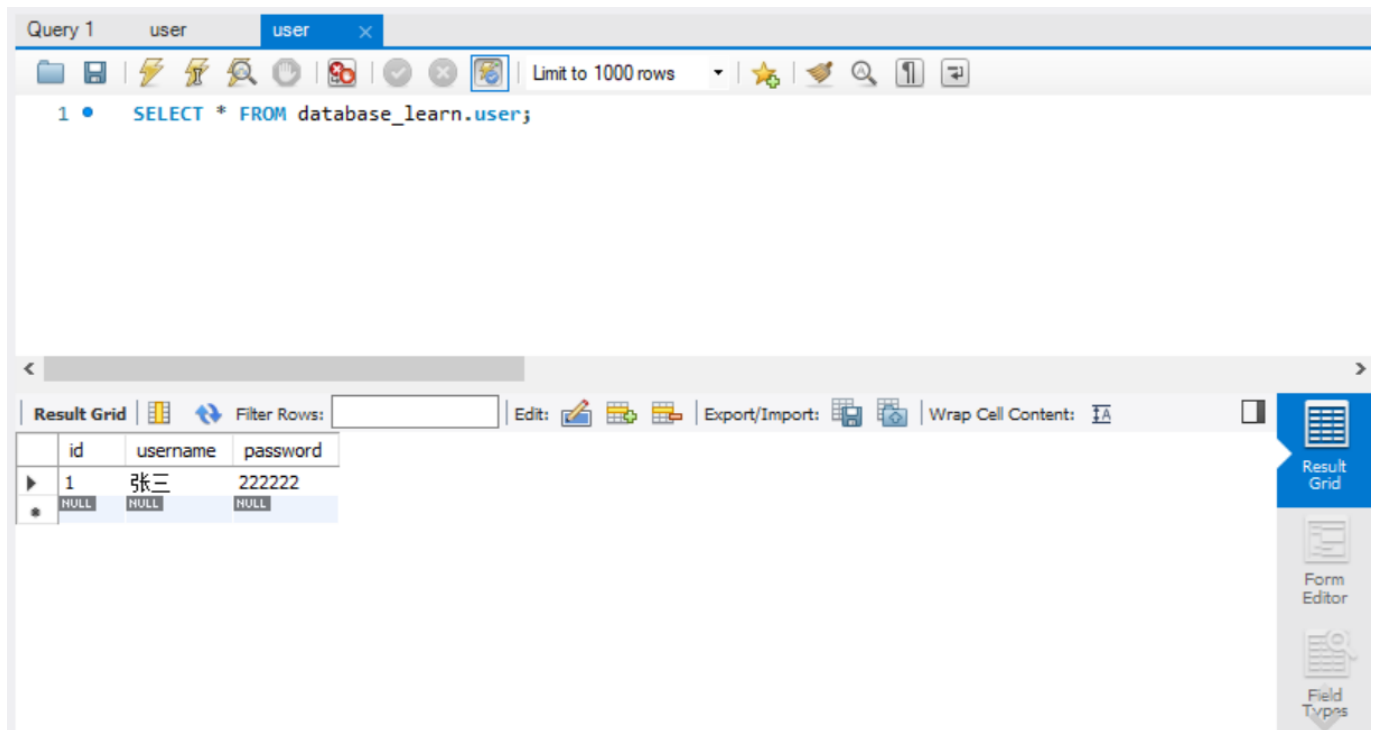 Query 1 user user
Limit to 1000 rows
1 SELECT * FROM database_learn.user;
Result Grid Filter Rows: Edit: Export/Import: Wrap Cell Content: IA
id username password
1 张三 222222
NULL NULL NULL
Result
Grid
Form
Editor
Field
Types